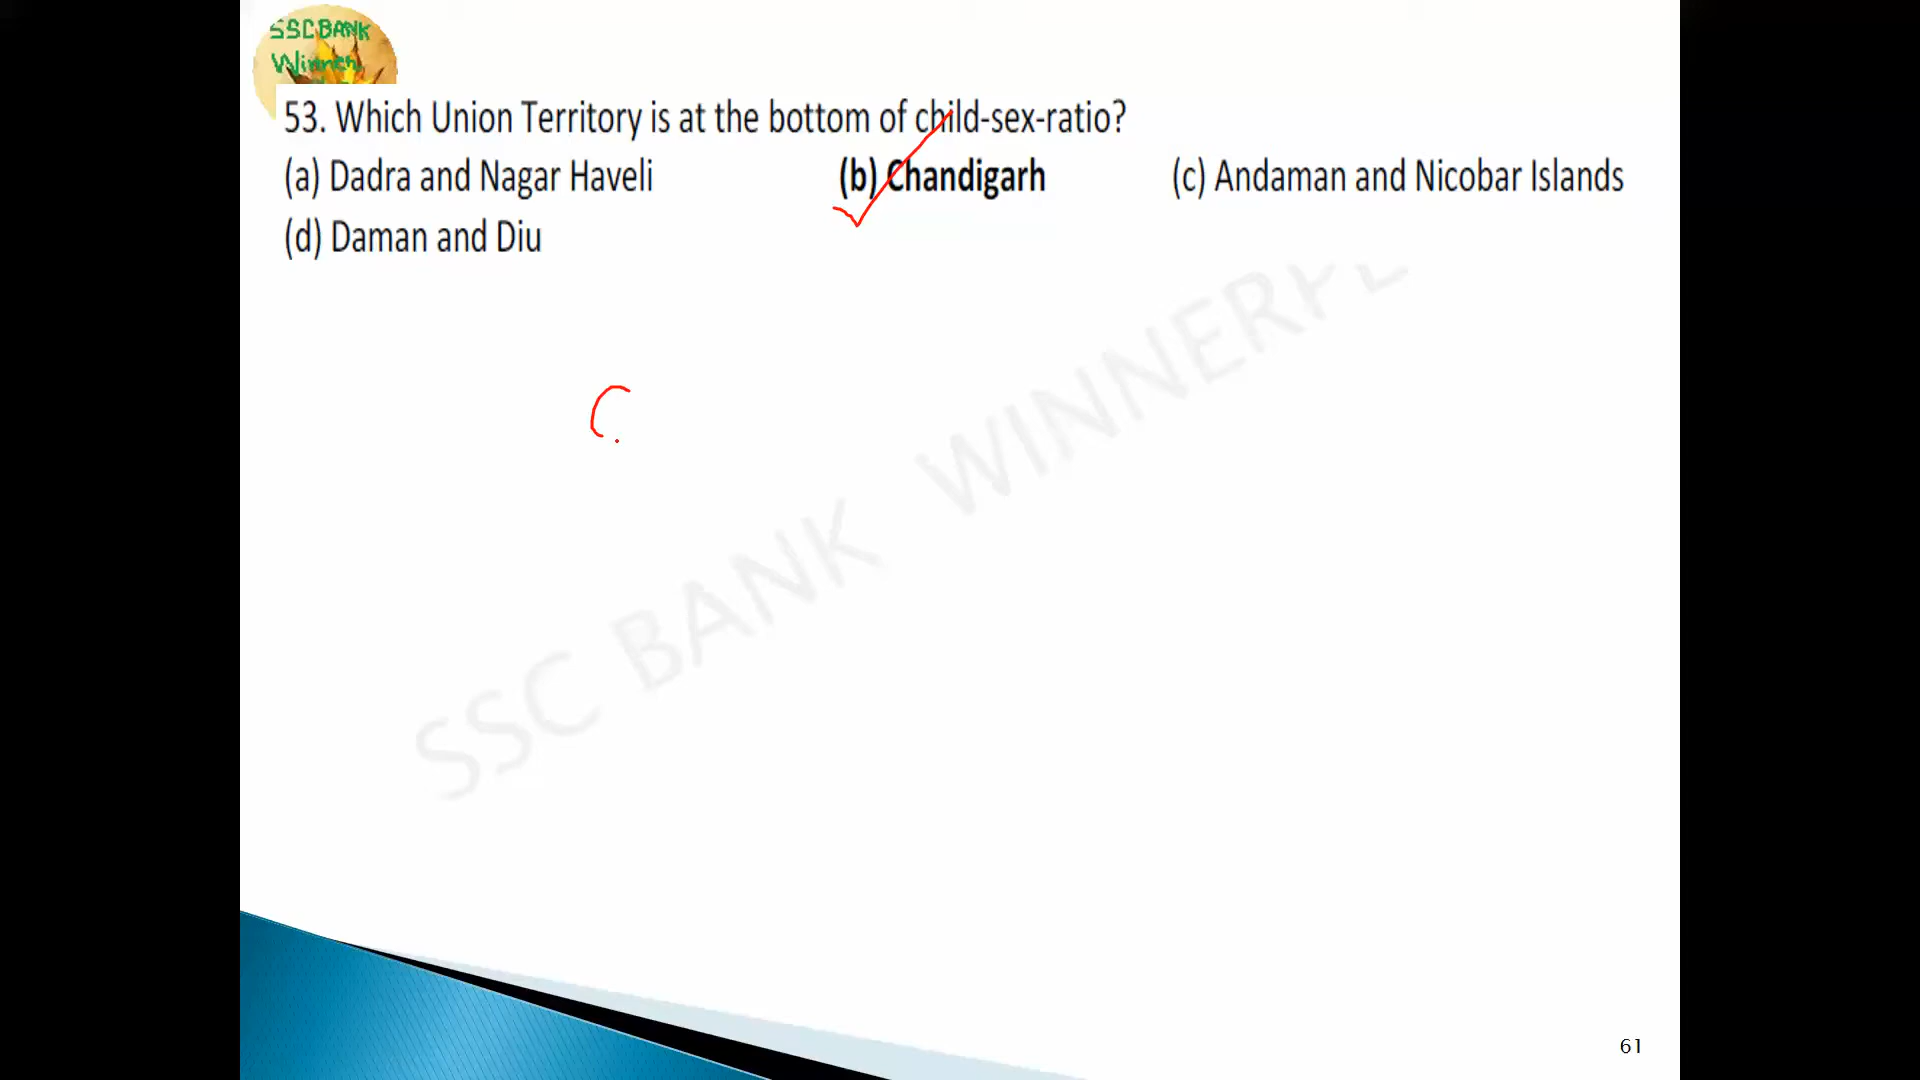 SSC BANK
Winner
53. Which Union Territory is at the bottom of child-sex-ratio?
(a) Dadra and Nagar Haveli (b) Chandigarh (c) Andaman and Nicobar Islands
(d) Daman and Diu
SSC BANK WINNER
61